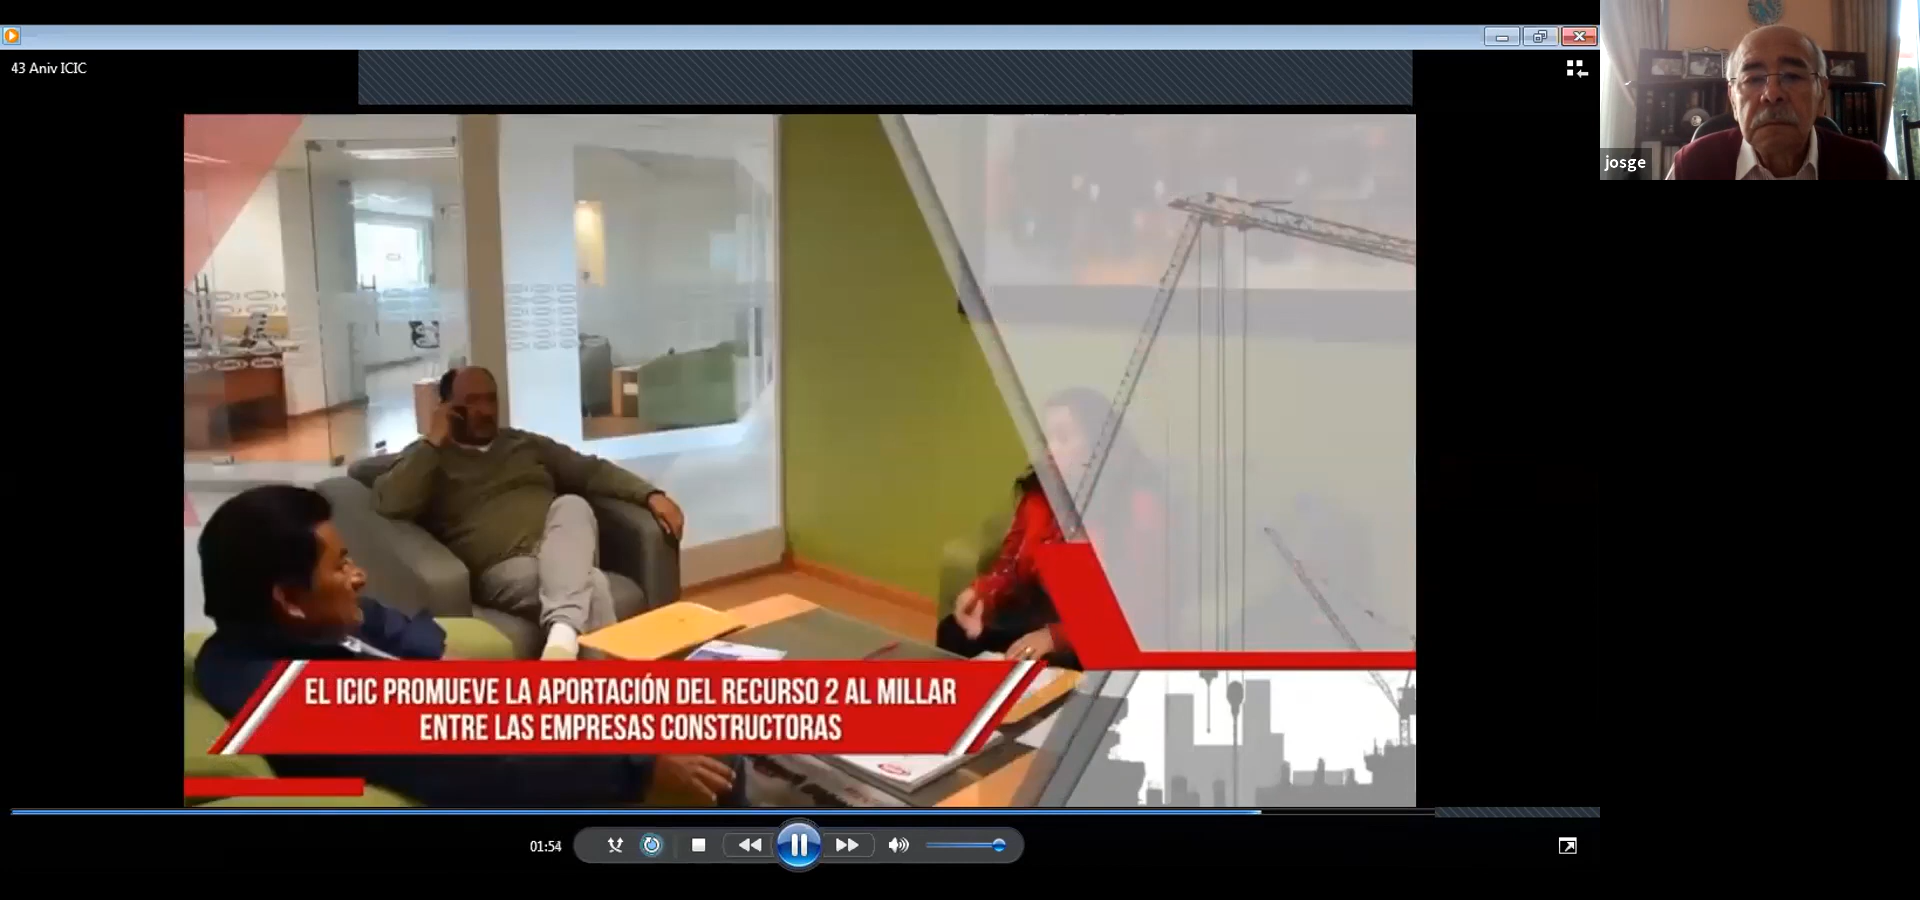 43 Aniv ICIC
josge
EL ICIC PROMUEVE LA APORTACIÓN DEL RECURSO 2 AL MILLAR
ENTRE LAS EMPRESAS CONSTRUCTORAS
01:54